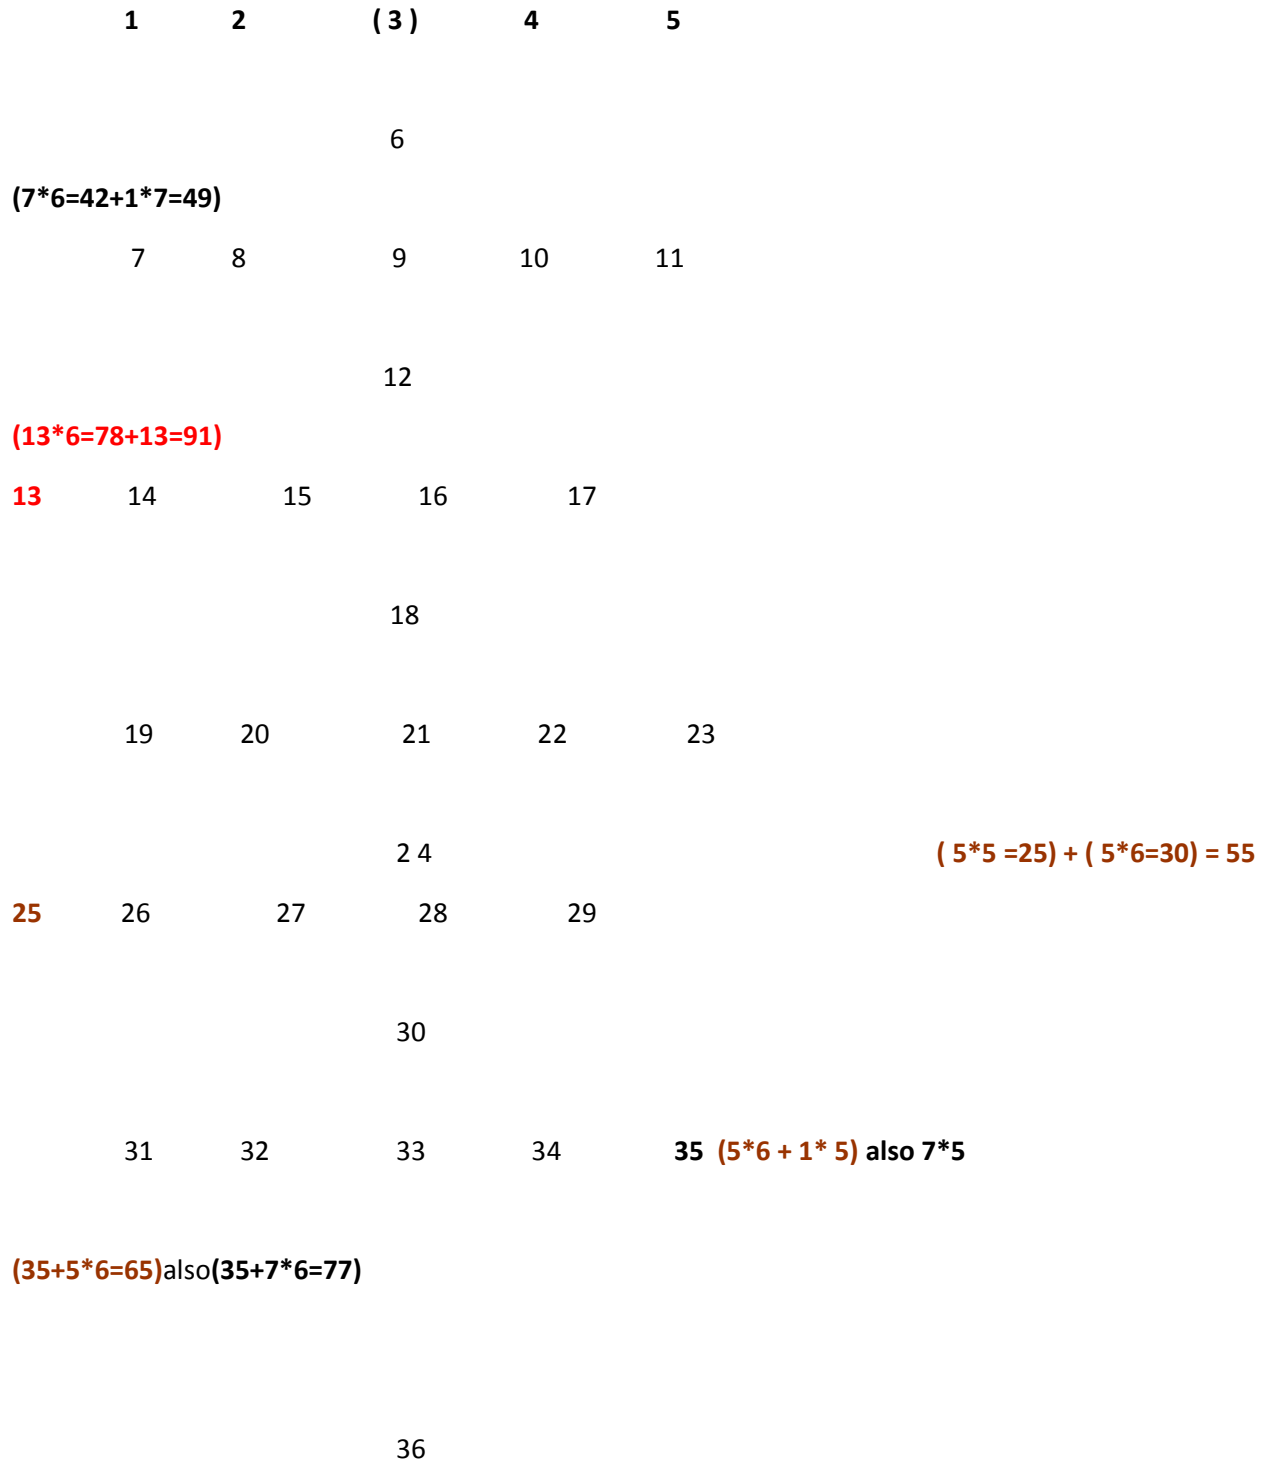 1 2 ( 3 ) 4 5
6
(7*6=42+1*7=49)
7 8 9 10 11
12
(13*6=78+13=91)
13 14 15 16 17
18
19 20 21 22 23
2 4 ( 5*5 =25) + ( 5*6=30) = 55
25 26 27 28 29
30
31 32 33 34 35 (5*6 + 1* 5) also 7*5
(35+5*6=65)also(35+7*6=77)
36